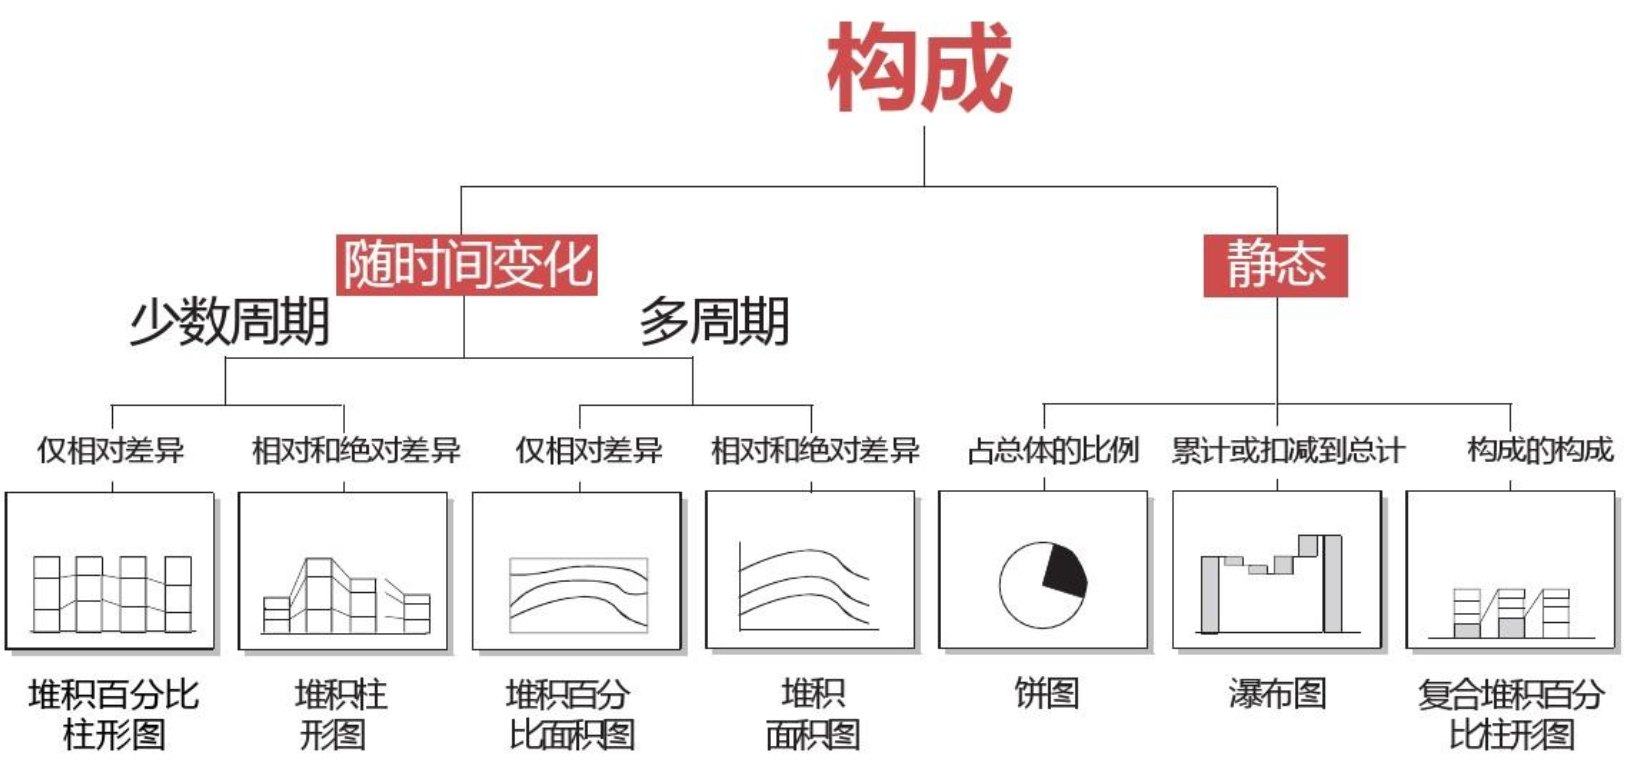 构成
随时间变化
静态
少数周期
多周期
仅相对差异
相对和绝对差异
仅相对差异
相对和绝对差异
占总体的比例
累计或扣减到总计
构成的构成
堆积百分比
柱形图
堆积柱
形图
堆积百分
比面积图
堆积
面积图
饼图
瀑布图
复合堆积百分
比柱形图